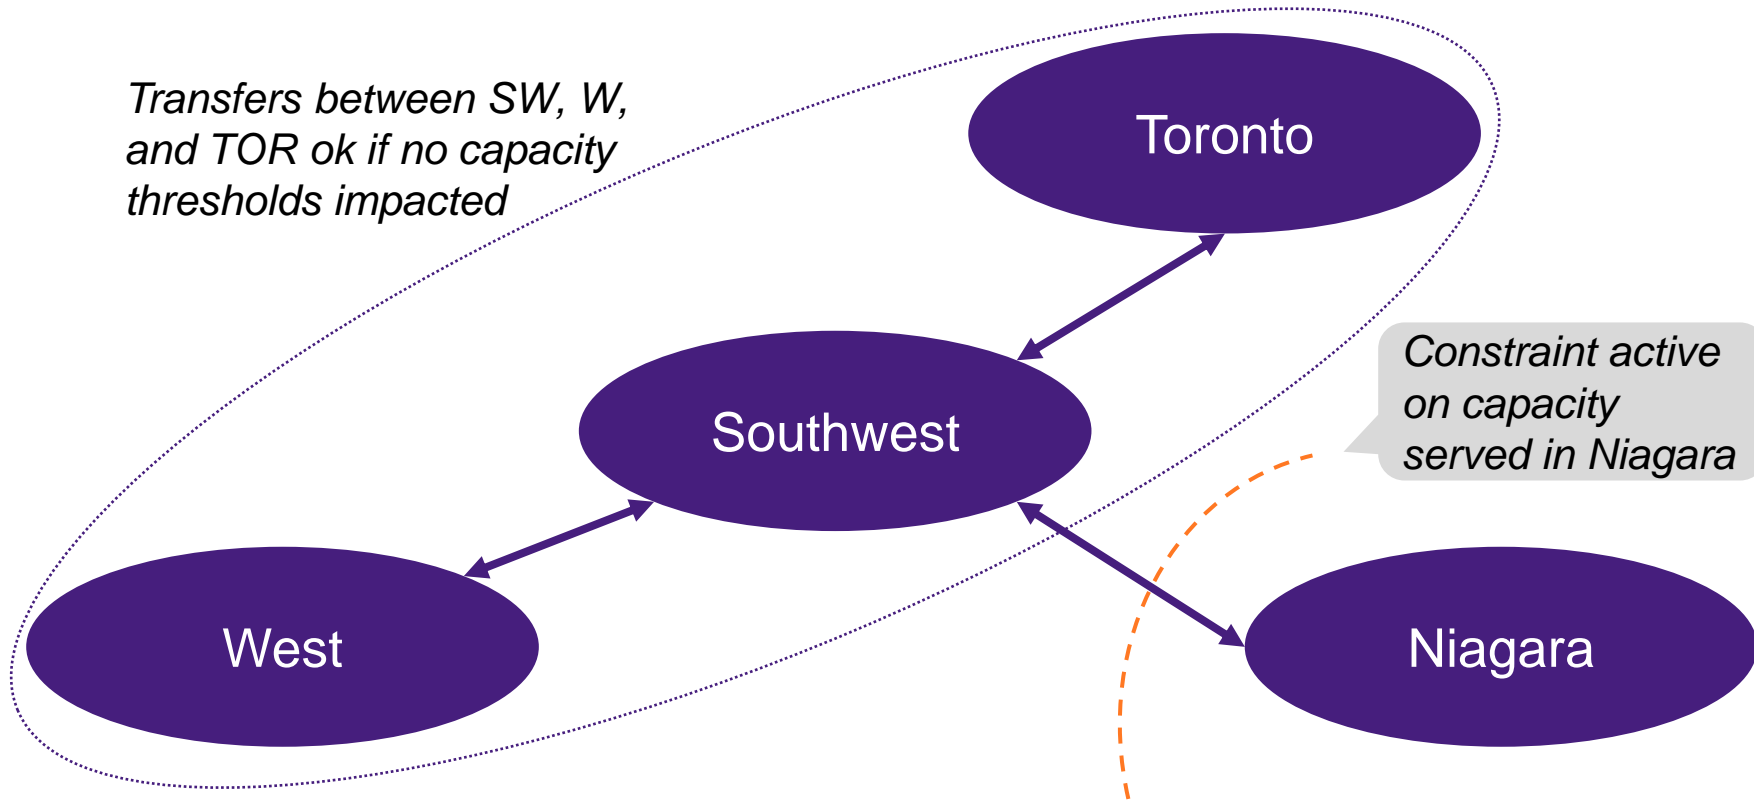 Transfers between SW, W,
and TOR ok if no capacity
thresholds impacted
Toronto
Constraint active
on capacity
served in Niagara
Southwest
West
Niagara